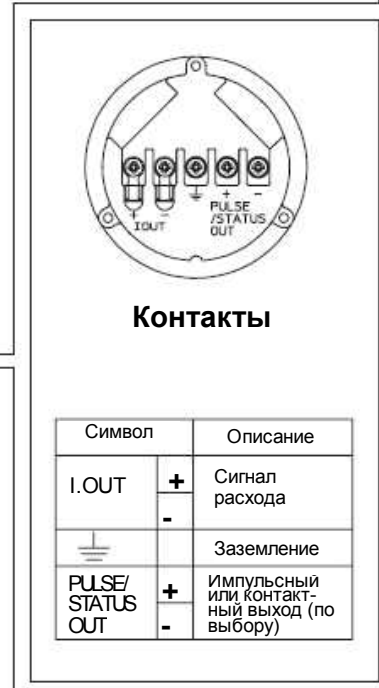 + - ⏚ + -
IOUT
PULSE
/STATUS
OUT
Контакты
Символ Описание
I.OUT + - Сигнал
расхода
⏚ Заземление
PULSE/
STATUS
OUT
+ -
Импульсный
или контакт-
ный выход (по
выбору)